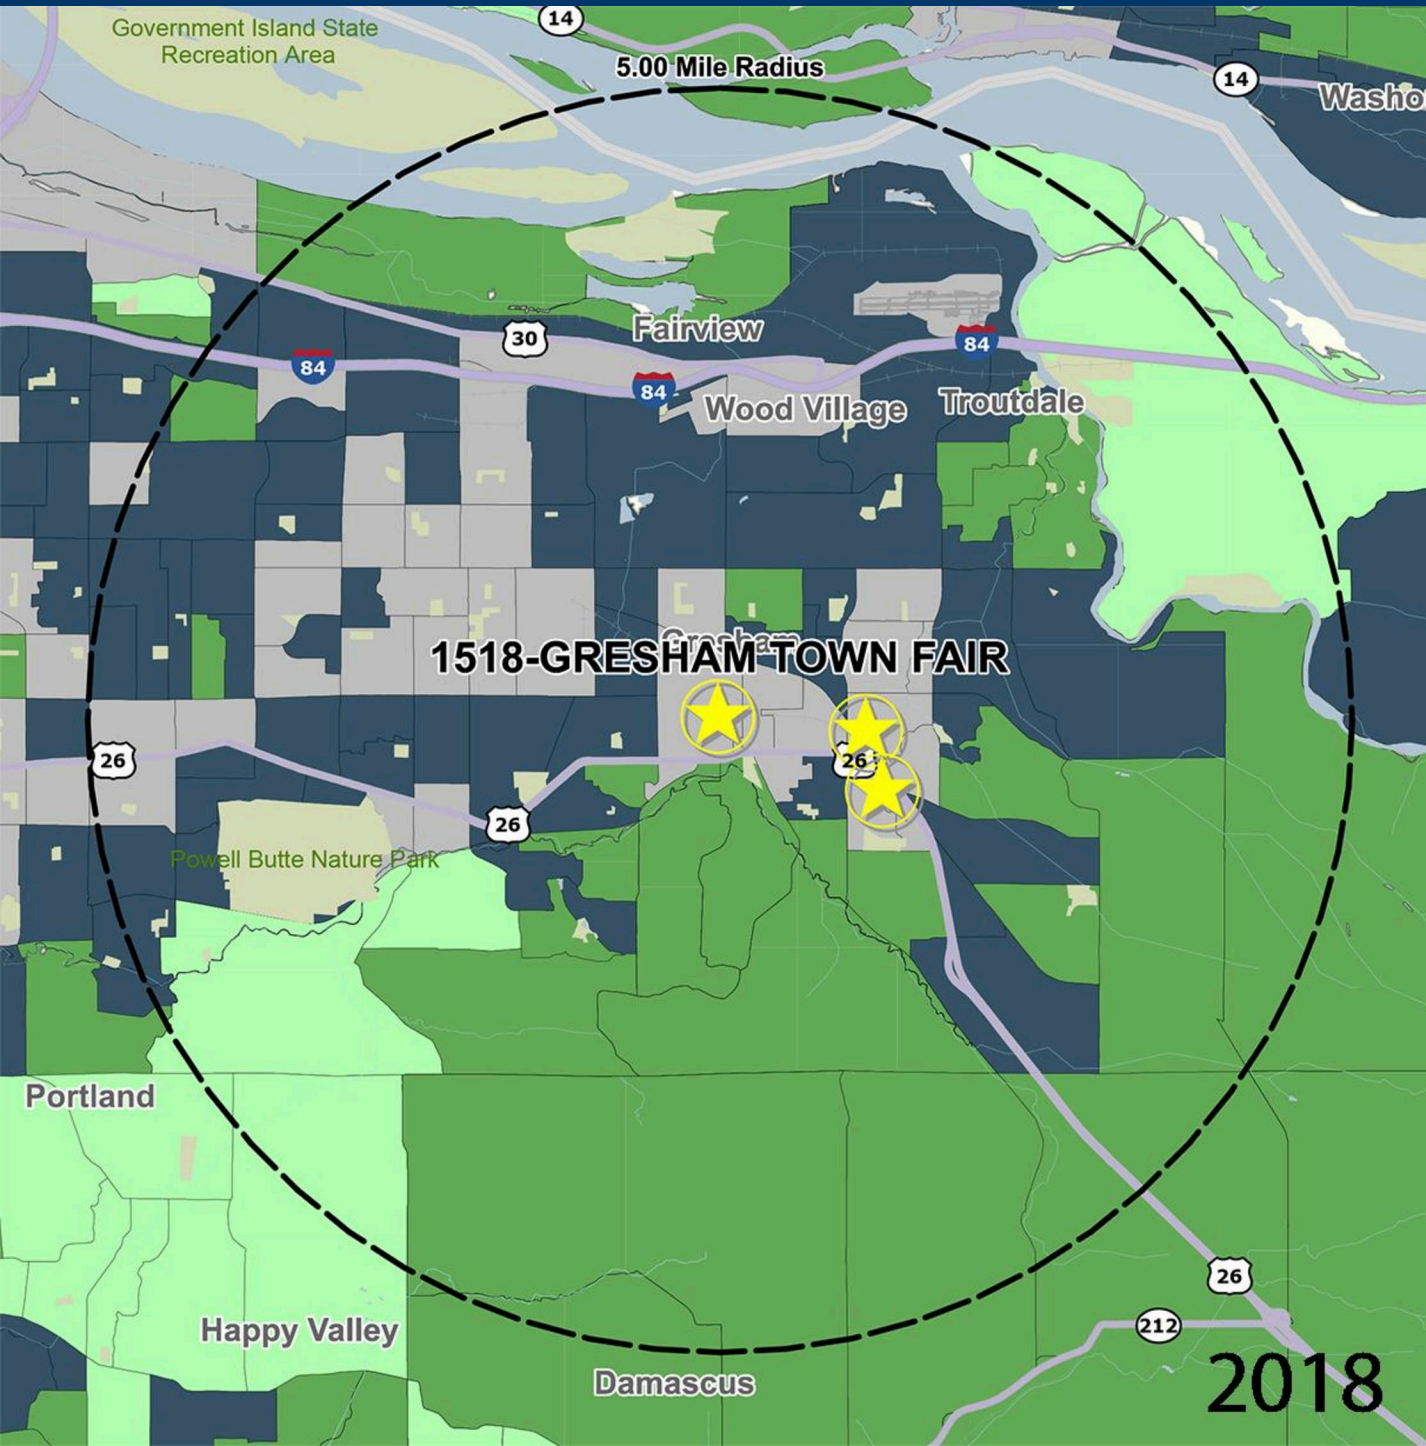 14
Government Island State
Recreation Area
5.00 Mile Radius
14
30
Fairview
84
84
84
Wood Village
Troutdale
Gresham
1518-GRESHAM TOWN FAIR
26
26
26
Powell Butte Nature Park
Portland
26
212
Happy Valley
Damascus
2018